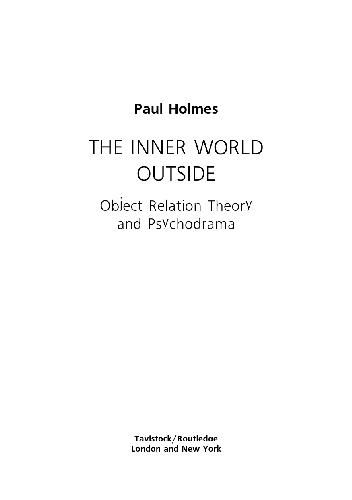 Paul Holmes
THE INNER WORLD
OUTSIDE
Object Relation Theory
and Psychodrama
Tavistock/Routledge
London and New York